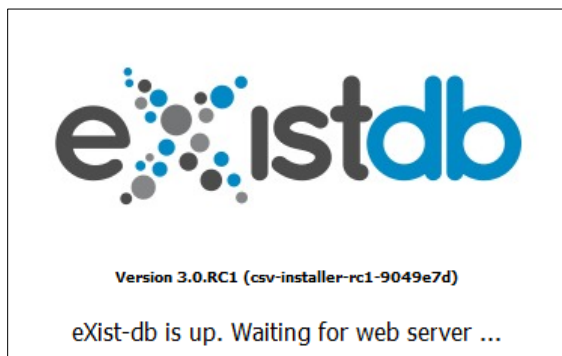 eXistdb
Version 3.0.RC1 (csv-installer-rc1-9049e7d)
eXist-db is up. Waiting for web server ...